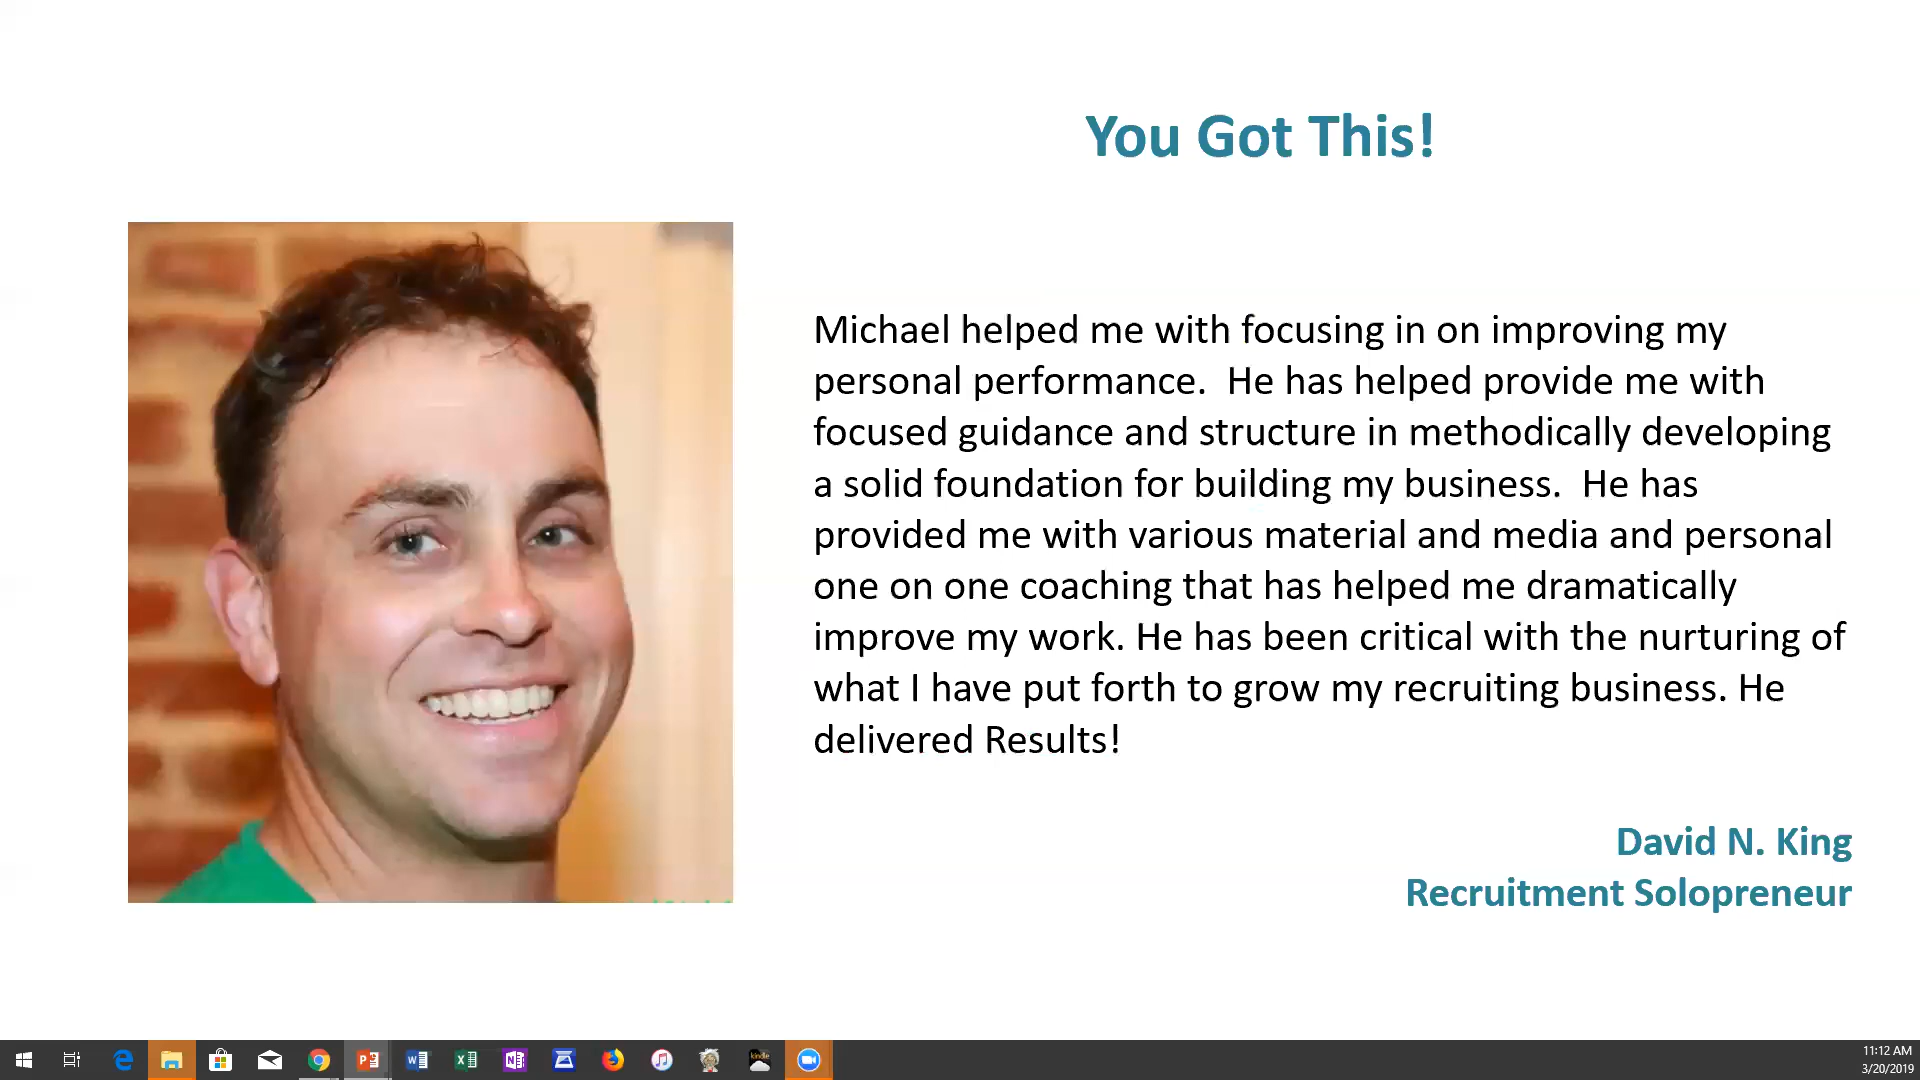 You Got This!
Michael helped me with focusing in on improving my
personal performance.  He has helped provide me with
focused guidance and structure in methodically developing
a solid foundation for building my business.  He has
provided me with various material and media and personal
one on one coaching that has helped me dramatically
improve my work. He has been critical with the nurturing of
what I have put forth to grow my recruiting business. He
delivered Results!
David N. King
Recruitment Solopreneur
kindle
11:12 AM
3/20/2019